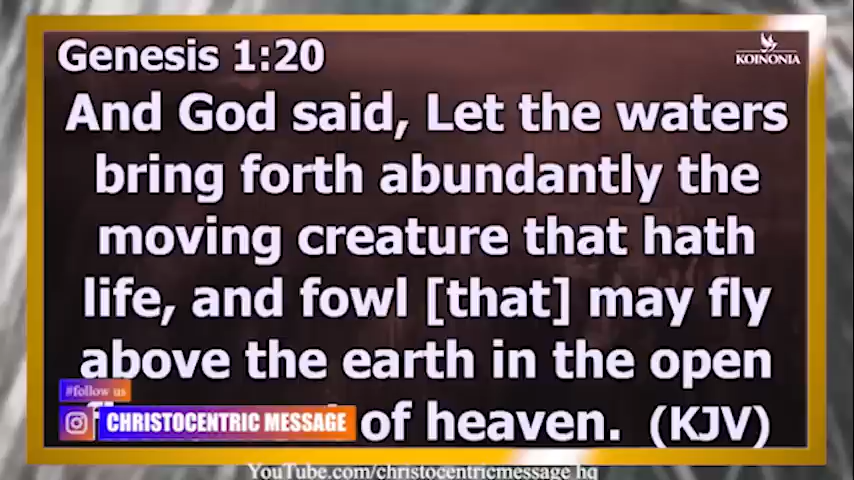 Genesis 1:20
KOINONIA
And God said, Let the waters
bring forth abundantly the
moving creature that hath
life, and fowl [that] may fly
above the earth in the open
#follow us
CHRISTOCENTRIC MESSAGE
of heaven. (KJV)
YouTube.com/christocentricmessage hq